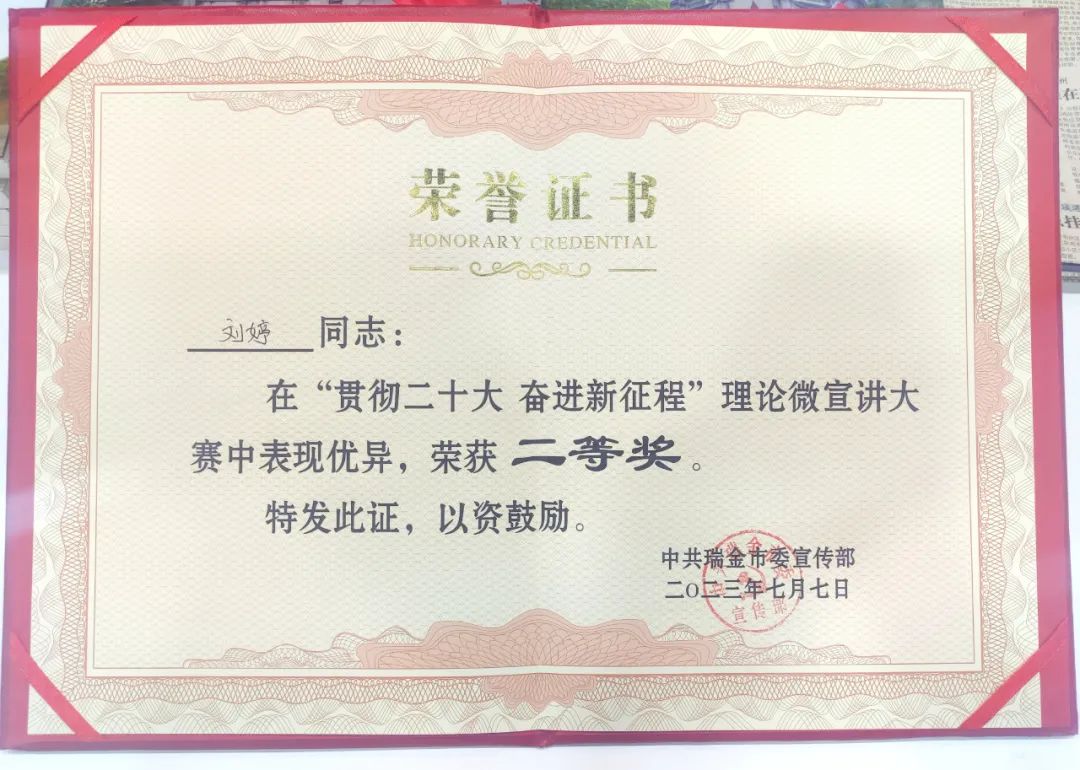 荣誉证书
HONORARY CREDENTIAL
刘婷 同志：
在“贯彻二十大 奋进新征程”理论微宣讲大
赛中表现优异，荣获 二等奖。
特发此证，以资鼓励。
中共瑞金市委宣传部
二〇二三年七月七日
宣传部